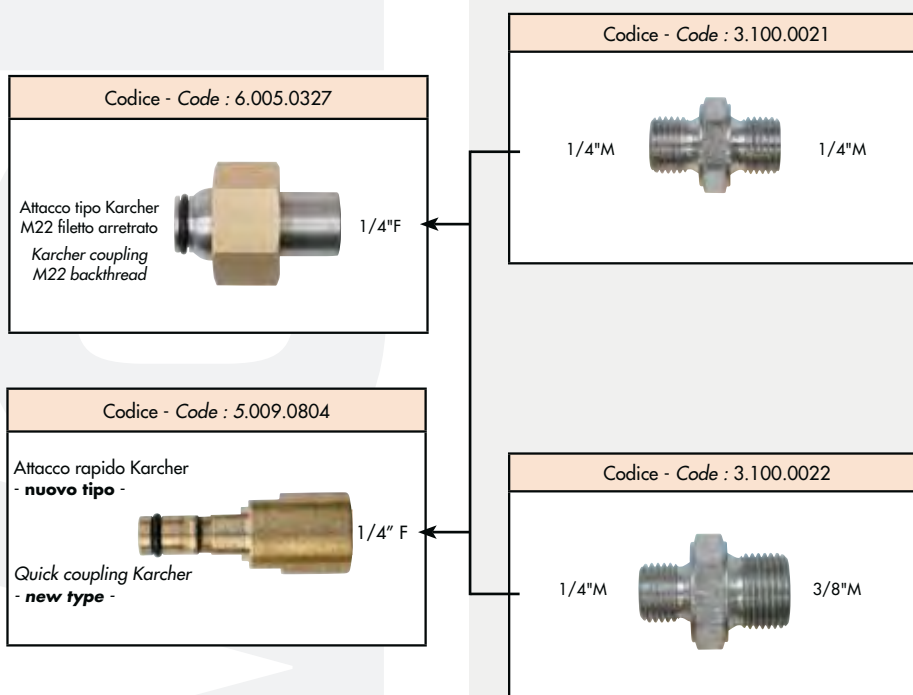 Codice - Code : 6.005.0327
Attacco tipo Karcher
M22 filetto arretrato
Karcher coupling
M22 backthread
1/4"F
Codice - Code : 5.009.0804
Attacco rapido Karcher
- nuovo tipo -
1/4" F
Quick coupling Karcher
- new type -
Codice - Code : 3.100.0021
1/4"M
1/4"M
Codice - Code : 3.100.0022
1/4"M
3/8"M